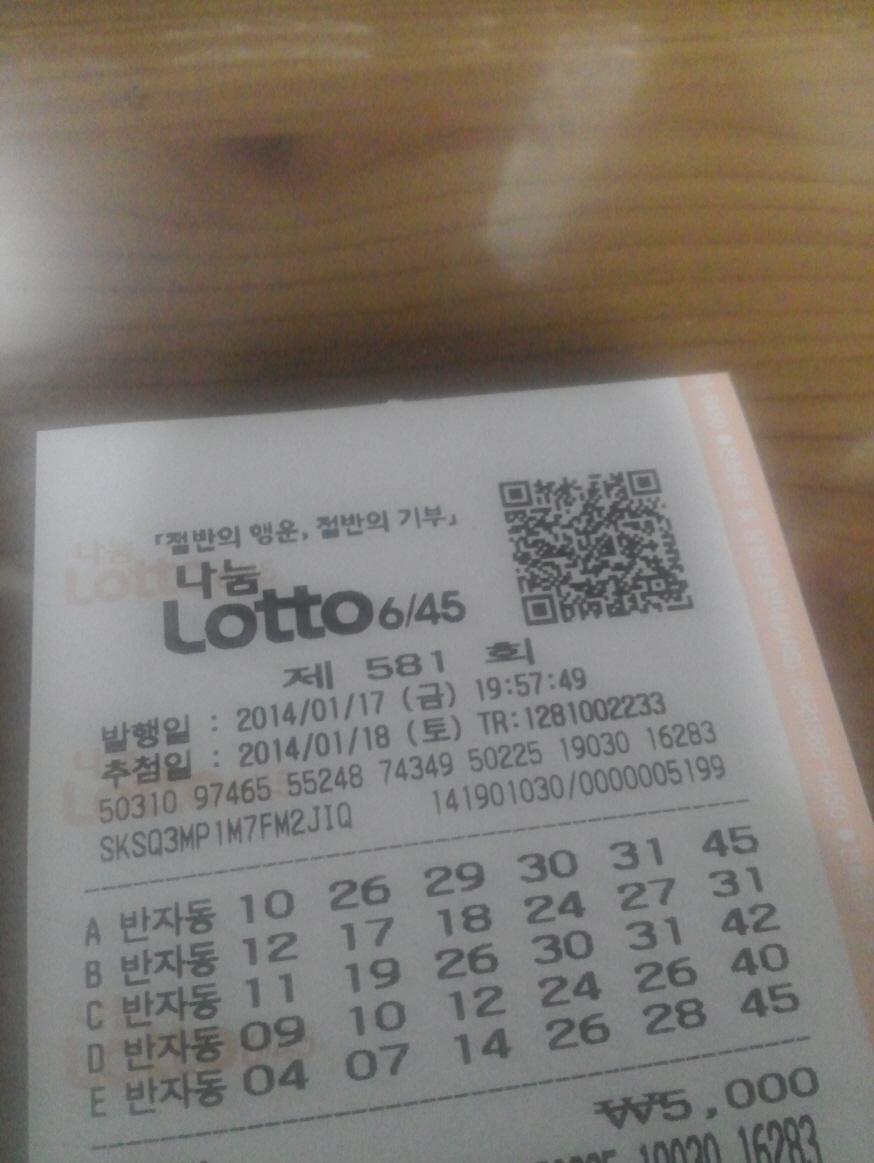 「절반의 행운, 절반의 기부」
나눔
Lotto 6/45
제 581 회
발행일 : 2014/01/17 (금) 19:57:49
추첨일 : 2014/01/18 (토) TR:1281002233
50310 97465 55248 74349 50225 19030 16283
SKSQ3MP1M7FM2JIQ 141901030/0000005199
A 반자동 10 26 29 30 31 45
B 반자동 12 17 18 24 27 31
C 반자동 11 19 26 30 31 42
D 반자동 09 10 12 24 26 40
E 반자동 04 07 14 26 28 45
₩₩5,000
16283